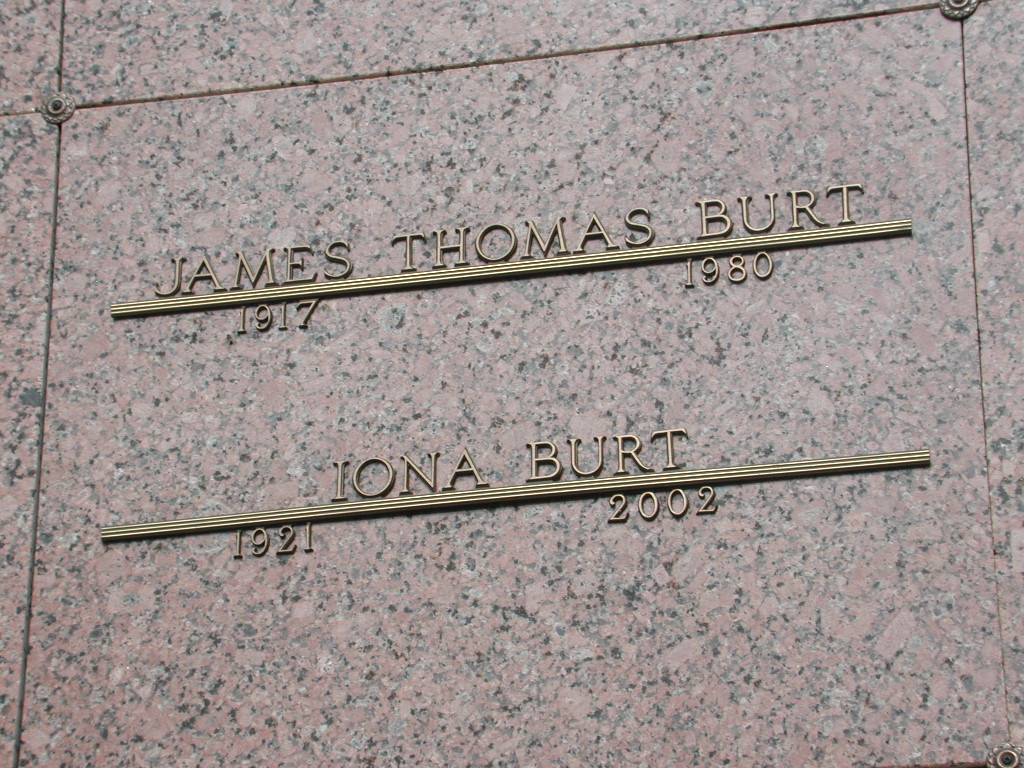 JAMES THOMAS BURT
1917 1980
IONA BURT
1921 2002